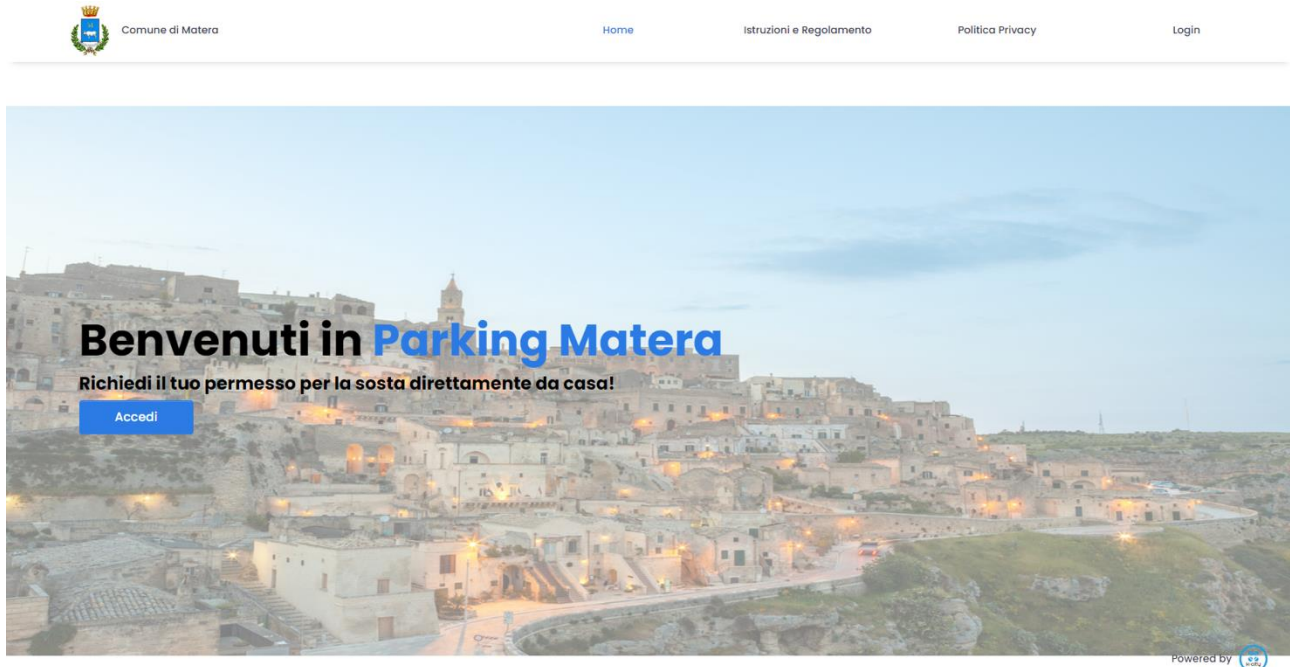 Comune di Matera
Home
Istruzioni e Regolamento
Politica Privacy
Login
Benvenuti in Parking Matera
Richiedi il tuo permesso per la sosta direttamente da casa!
Accedi
Powered by